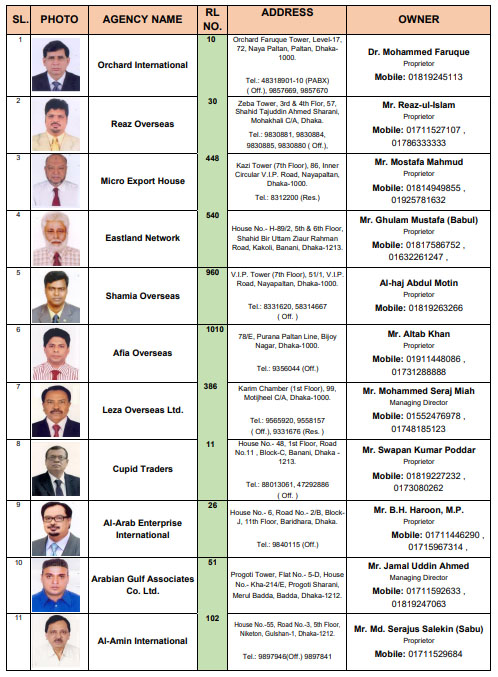 SL.
PHOTO
AGENCY NAME
RL
NO.
ADDRESS
OWNER
1
Orchard International
10
Orchard Faruque Tower, Level-17,
72, Naya Paltan, Paltan, Dhaka-
1000.
Tel.: 48318901-10 (PABX)
( Off.), 9857669, 9857670
Dr. Mohammed Faruque
Proprietor
Mobile: 01819245113
2
Reaz Overseas
30
Zeba Tower, 3rd & 4th Flor, 57,
Shahid Tajuddin Ahmed Sharani,
Mohakhali C/A, Dhaka.
Tel.: 9830881, 9830884,
9830885, 9830880 ( Off.),
Mr. Reaz-ul-Islam
Proprietor
Mobile: 01711527107 ,
01786333333
3
Micro Export House
448
Kazi Tower (7th Floor), 86, Inner
Circular V.I.P. Road, Nayapaltan,
Dhaka-1000.
Tel.: 8312200 (Res.)
Mr. Mostafa Mahmud
Proprietor
Mobile: 01814949855 ,
01925781632
4
Eastland Network
540
House No.- H-89/2, 5th & 6th Floor,
Shahid Bir Uttam Ziaur Rahman
Road, Kakoli, Banani, Dhaka-1213.
Mr. Ghulam Mustafa (Babul)
Proprietor
Mobile: 01817586752 ,
01632261247 ,
5
Shamia Overseas
960
V.I.P. Tower (7th Floor), 51/1, V.I.P.
Road, Nayapaltan, Dhaka-1000.
Tel.: 8331620, 58314667
( Off. )
Al-haj Abdul Motin
Proprietor
Mobile: 01819263266
6
Afia Overseas
1010
78/E, Purana Paltan Line, Bijoy
Nagar, Dhaka-1000.
Tel.: 9356044 (Off.)
Mr. Altab Khan
Proprietor
Mobile: 01911448086 ,
01731288888
7
Leza Overseas Ltd.
386
Karim Chamber (1st Floor), 99,
Motijheel C/A, Dhaka-1000.
Tel.: 9565920, 9558157
( Off.), 9331676 (Res. )
Mr. Mohammed Seraj Miah
Managing Director
Mobile: 01552476978 ,
01748185123
8
Cupid Traders
11
House No.- 48, 1st Floor, Road
No.11 , Block-C, Banani, Dhaka -
1213.
Tel.: 88013061, 47292886
( Off. )
Mr. Swapan Kumar Poddar
Proprietor
Mobile: 01819227232 ,
0173080262
9
Al-Arab Enterprise
International
26
House No.- 6, Road No.- 2/B, Block-
J, 11th Floor, Baridhara, Dhaka.
Tel.: 9840115 (Off.)
Mr. B.H. Haroon, M.P.
Proprietor
Mobile: 01711446290 ,
01715967314 ,
10
Arabian Gulf Associates
Co. Ltd.
51
Progoti Tower, Flat No.- 5-D, House
No.- Kha-214/E, Progoti Sharani,
Merul Badda, Badda, Dhaka-1212.
Mr. Jamal Uddin Ahmed
Managing Director
Mobile: 01711592633 ,
01819247063
11
Al-Amin International
102
House No.-55, Road No.-3, 5th Floor,
Niketon, Gulshan-1, Dhaka-1212.
Tel.: 9897946(Off.) 9897841
Mr. Md. Serajus Salekin (Sabu)
Proprietor
Mobile: 01711529684